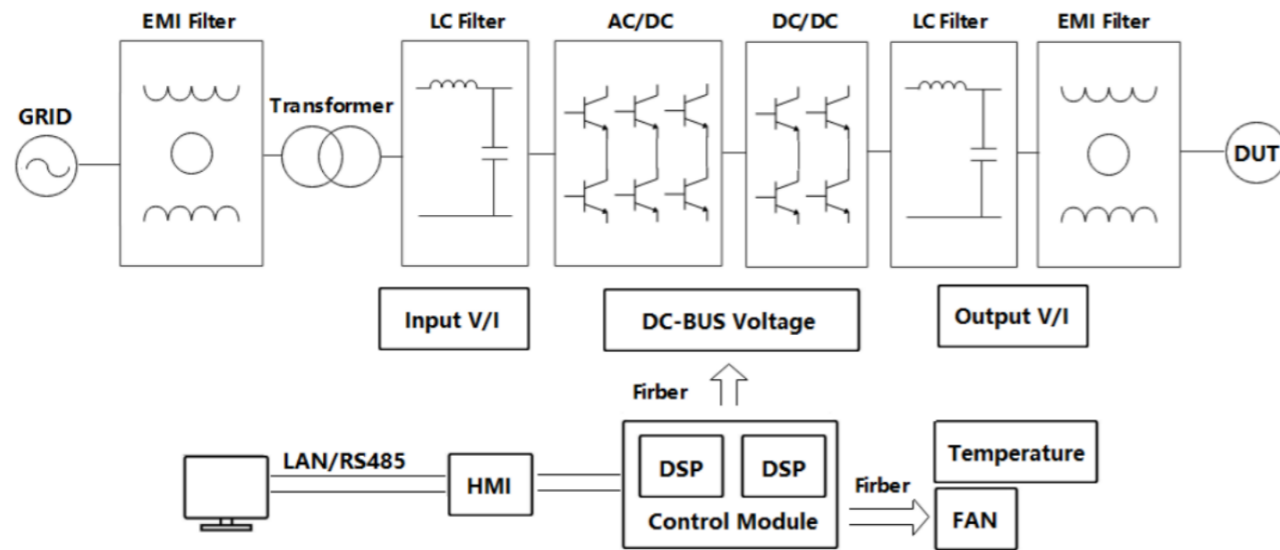 EMI Filter
LC Filter
AC/DC
DC/DC
LC Filter
EMI Filter
GRID
Transformer
DUT
Input V/I
DC-BUS Voltage
Output V/I
Firber
LAN/RS485
HMI
DSP
DSP
Control Module
Firber
Temperature
FAN